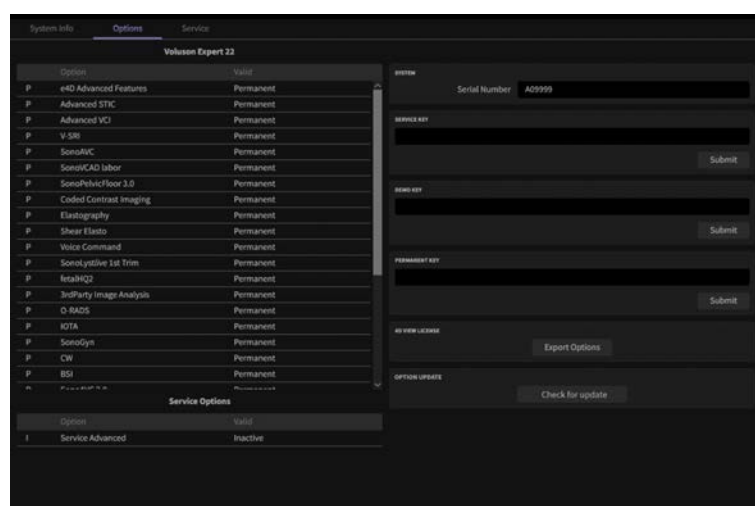 System Info Options Service
Voluson Expert 22
Option Valid
P e4D Advanced Features Permanent
P Advanced STIC Permanent
P Advanced VCI Permanent
P V-SRI Permanent
P SonoAVC Permanent
P SonoVCAD labor Permanent
P SonoPelvicFloor 3.0 Permanent
P Coded Contrast Imaging Permanent
P Elastography Permanent
P Shear Elasto Permanent
P Voice Command Permanent
P SonoLystlive 1st Trim Permanent
P fetalHQ2 Permanent
P 3rdParty Image Analysis Permanent
P O-RADS Permanent
P IOTA Permanent
P SonoGyn Permanent
P CW Permanent
P BSI Permanent
Service Options
Option Valid
I Service Advanced Inactive
SYSTEM
Serial Number A09999
SERVICE KEY
Submit
DEMO KEY
Submit
PERMANENT KEY
Submit
4D VIEW LICENSE
Export Options
OPTION UPDATE
Check for update